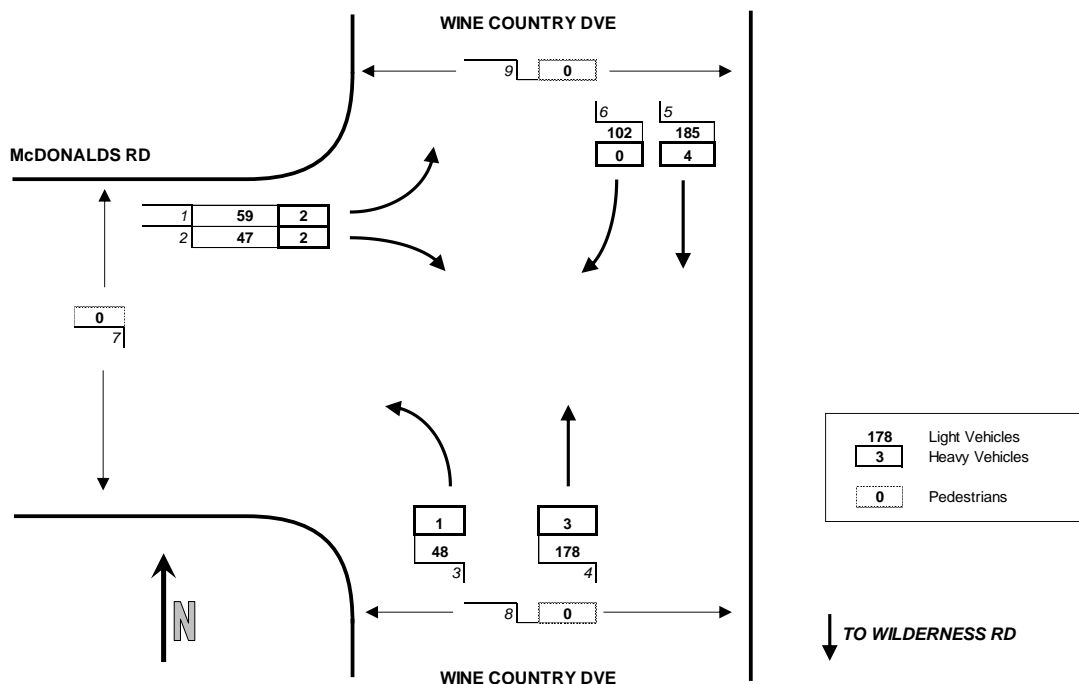 WINE COUNTRY DVE
9 0
6 5
102 185
0 4
McDONALDS RD
1 59 2
2 47 2
0
7
1 3
48 178
3 4
8 0
WINE COUNTRY DVE
N
178 Light Vehicles
3 Heavy Vehicles
0 Pedestrians
TO WILDERNESS RD